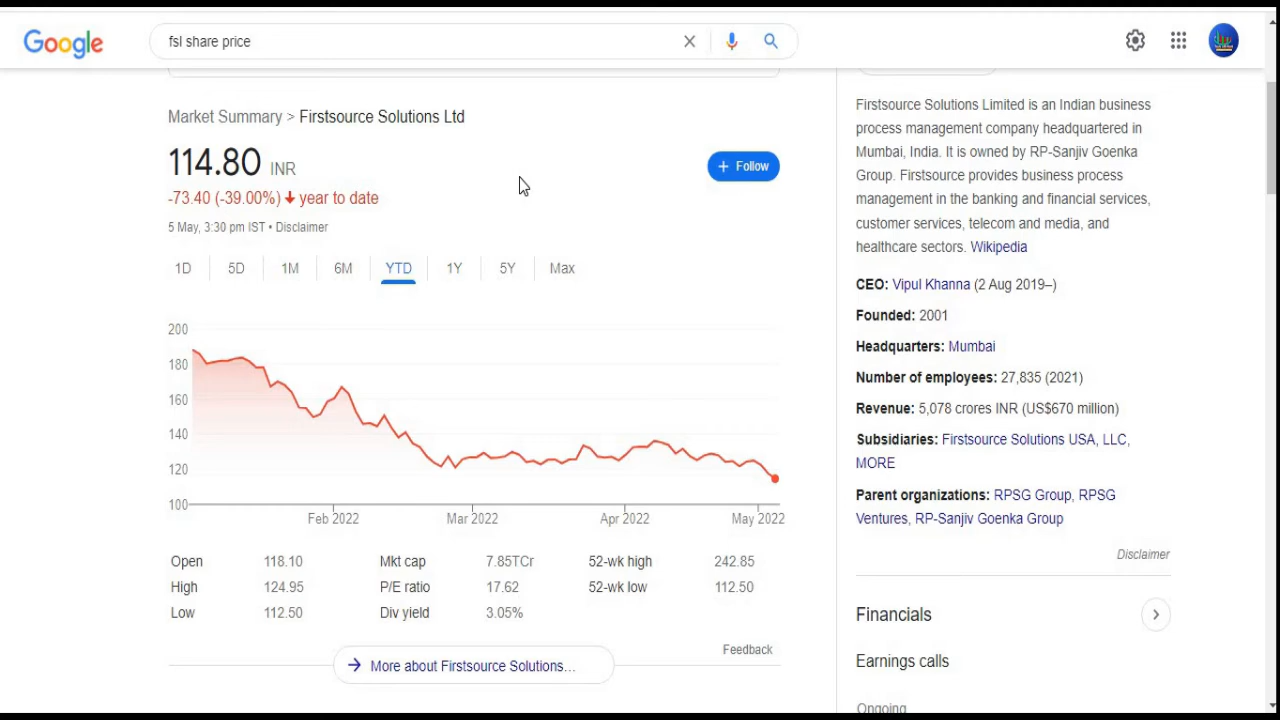 Google
fsl share price
Market Summary > Firstsource Solutions Ltd
114.80 INR
+ Follow
-73.40 (-39.00%) year to date
5 May, 3:30 pm IST • Disclaimer
1D 5D 1M 6M YTD 1Y 5Y Max
200
180
160
140
120
100
Feb 2022 Mar 2022 Apr 2022 May 2022
Open 118.10 Mkt cap 7.85TCr 52-wk high 242.85
High 124.95 P/E ratio 17.62 52-wk low 112.50
Low 112.50 Div yield 3.05%
Feedback
More about Firstsource Solutions...
Firstsource Solutions Limited is an Indian business
process management company headquartered in
Mumbai, India. It is owned by RP-Sanjiv Goenka
Group. Firstsource provides business process
management in the banking and financial services,
customer services, telecom and media, and
healthcare sectors. Wikipedia
CEO: Vipul Khanna (2 Aug 2019–)
Founded: 2001
Headquarters: Mumbai
Number of employees: 27,835 (2021)
Revenue: 5,078 crores INR (US$670 million)
Subsidiaries: Firstsource Solutions USA, LLC,
MORE
Parent organizations: RPSG Group, RPSG
Ventures, RP-Sanjiv Goenka Group
Disclaimer
Financials
Earnings calls
Ongoing